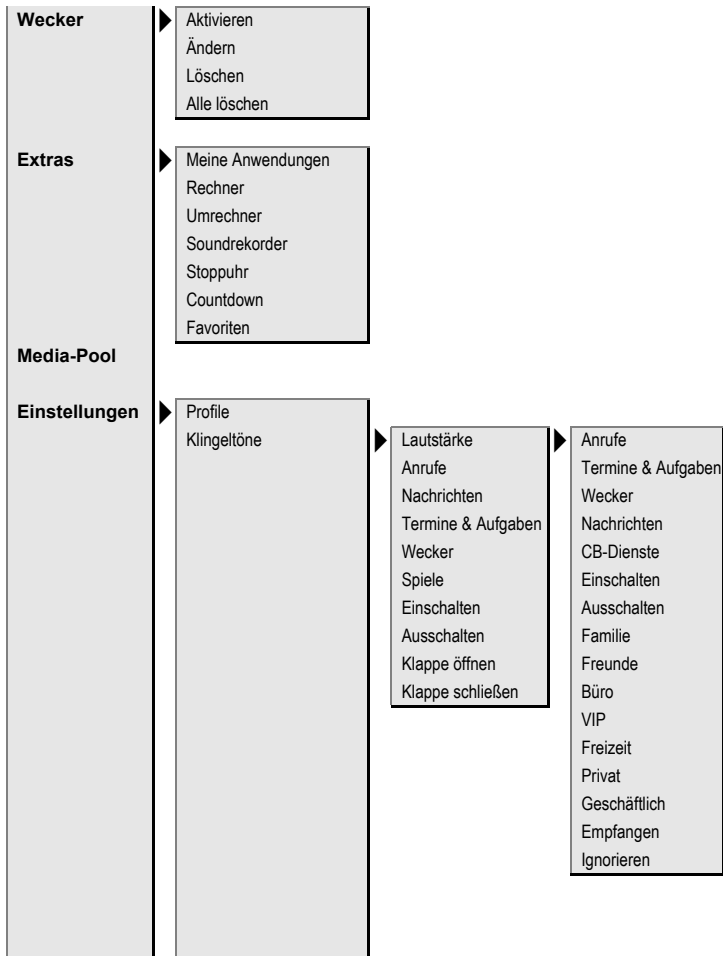 Wecker
Aktivieren
Ändern
Löschen
Alle löschen
Extras
Meine Anwendungen
Rechner
Umrechner
Soundrekorder
Stoppuhr
Countdown
Favoriten
Media-Pool
Einstellungen
Profile
Klingeltöne
Lautstärke
Anrufe
Nachrichten
Termine & Aufgaben
Wecker
Spiele
Einschalten
Ausschalten
Klappe öffnen
Klappe schließen
Anrufe
Termine & Aufgaben
Wecker
Nachrichten
CB-Dienste
Einschalten
Ausschalten
Familie
Freunde
Büro
VIP
Freizeit
Privat
Geschäftlich
Empfangen
Ignorieren